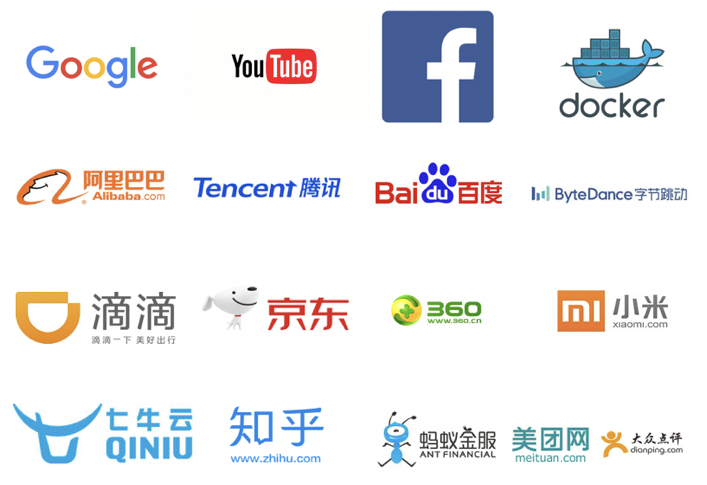 Google
YouTube
f
docker
阿里巴巴
Alibaba.com
Tencent 腾讯
Bai du 百度
ByteDance 字节跳动
滴滴
滴滴一下 美好出行
京东
360
www.360.cn
小米
xiaomi.com
七牛云
QINIU
知乎
www.zhihu.com
蚂蚁金服
ANT FINANCIAL
美团网
meituan.com
大众点评
dianping.com